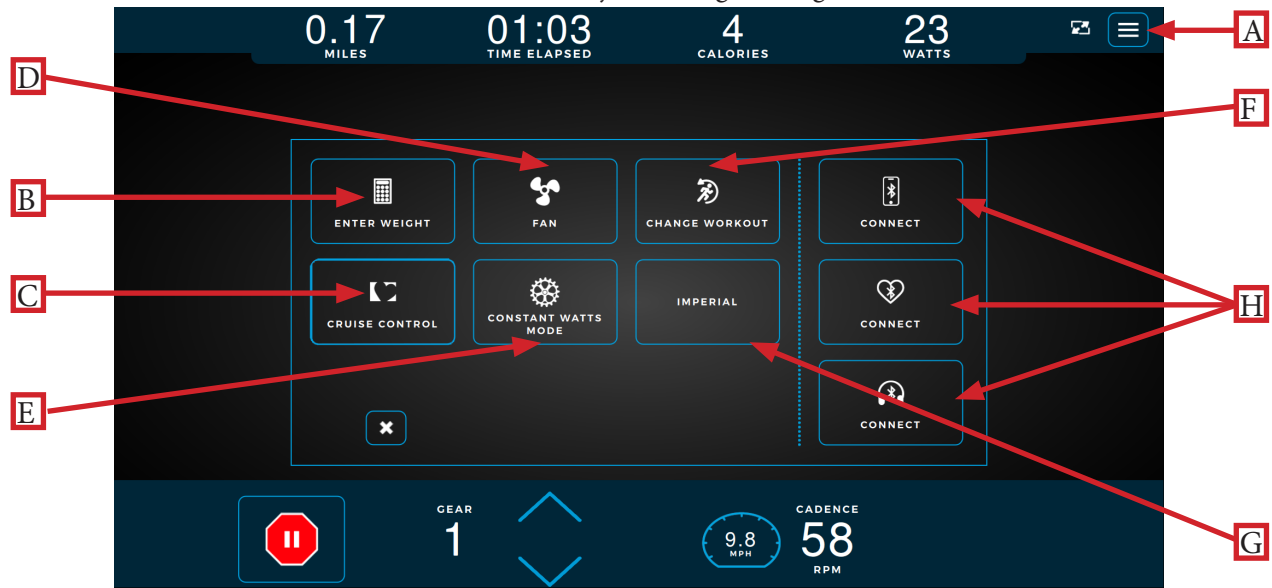 0.17
MILES
01:03
TIME ELAPSED
4
CALORIES
23
WATTS
A
D
F
B
ENTER WEIGHT
FAN
CHANGE WORKOUT
CONNECT
C
CRUISE CONTROL
CONSTANT WATTS
MODE
IMPERIAL
CONNECT
H
E
CONNECT
GEAR
1
9.8
MPH
CADENCE
58
RPM
G